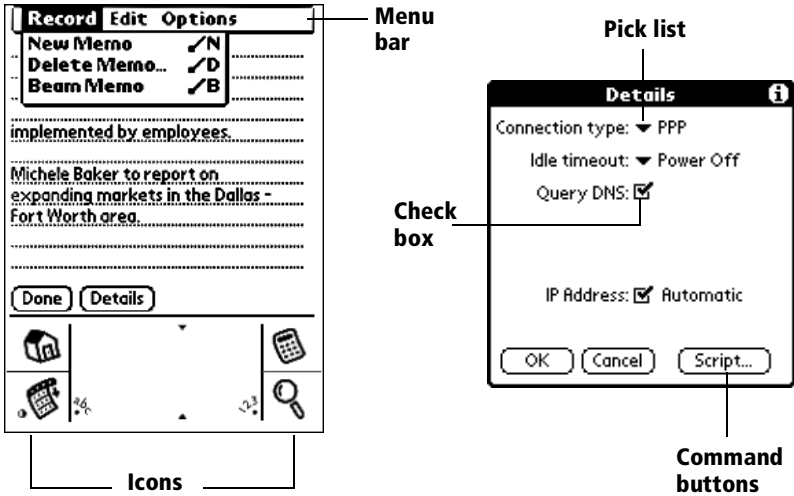 Record Edit Options
New Memo /N
Delete Memo... /D
Beam Memo /B
implemented by employees.
Michele Baker to report on
expanding markets in the Dallas -
Fort Worth area.
Done Details
abc
123
Icons
Menu
bar
Pick list
Details i
Connection type: PPP
Idle timeout: Power Off
Query DNS:
Check
box
IP Address: Automatic
OK Cancel Script...
Command
buttons